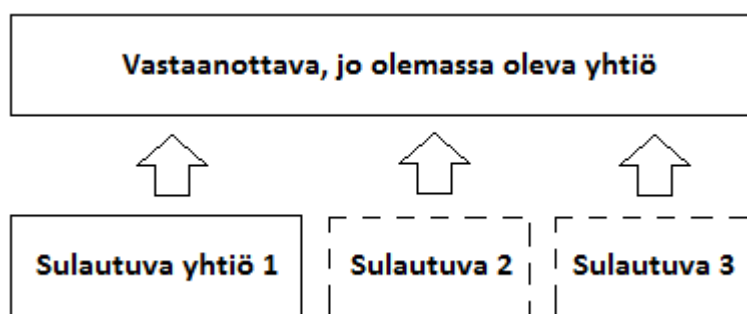 Vastaanottava, jo olemassa oleva yhtiö
Sulautuva yhtiö 1
Sulautuva 2
Sulautuva 3